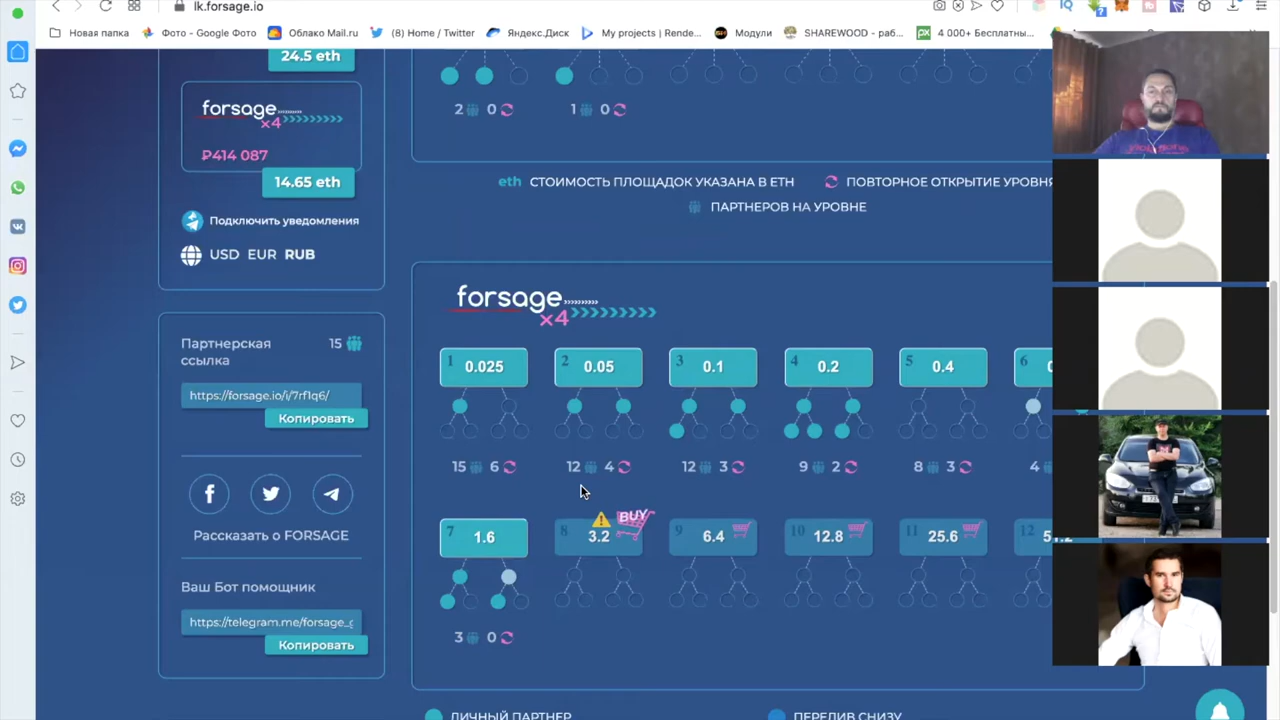 lk.forsage.io
Новая папка
Фото - Google Фото
Облако Mail.ru
(8) Home / Twitter
Яндекс.Диск
My projects | Rende...
Модули
SHAREWOOD - раб...
4 000+ Бесплатны...
24.5 eth
forsage
x4
₽414 087
14.65 eth
Подключить уведомления
USD EUR RUB
2 0
1 0
eth СТОИМОСТЬ ПЛОЩАДОК УКАЗАНА В ETH
ПОВТОРНОЕ ОТКРЫТИЕ УРОВНЯ
ПАРТНЕРОВ НА УРОВНЕ
Партнерская
ссылка
15
https://forsage.io/i/7rf1q6/
Копировать
Рассказать о FORSAGE
Ваш Бот помощник
https://telegram.me/forsage_g
Копировать
forsage
x4
1 0.025
2 0.05
3 0.1
4 0.2
5 0.4
6
15 6
12 4
12 3
9 2
8 3
4
7 1.6
8 3.2
BUY
9 6.4
10 12.8
11 25.6
12
3 0
ЛИЧНЫЙ ПАРТНЕР
ПЕРЕЛИВ СНИЗУ